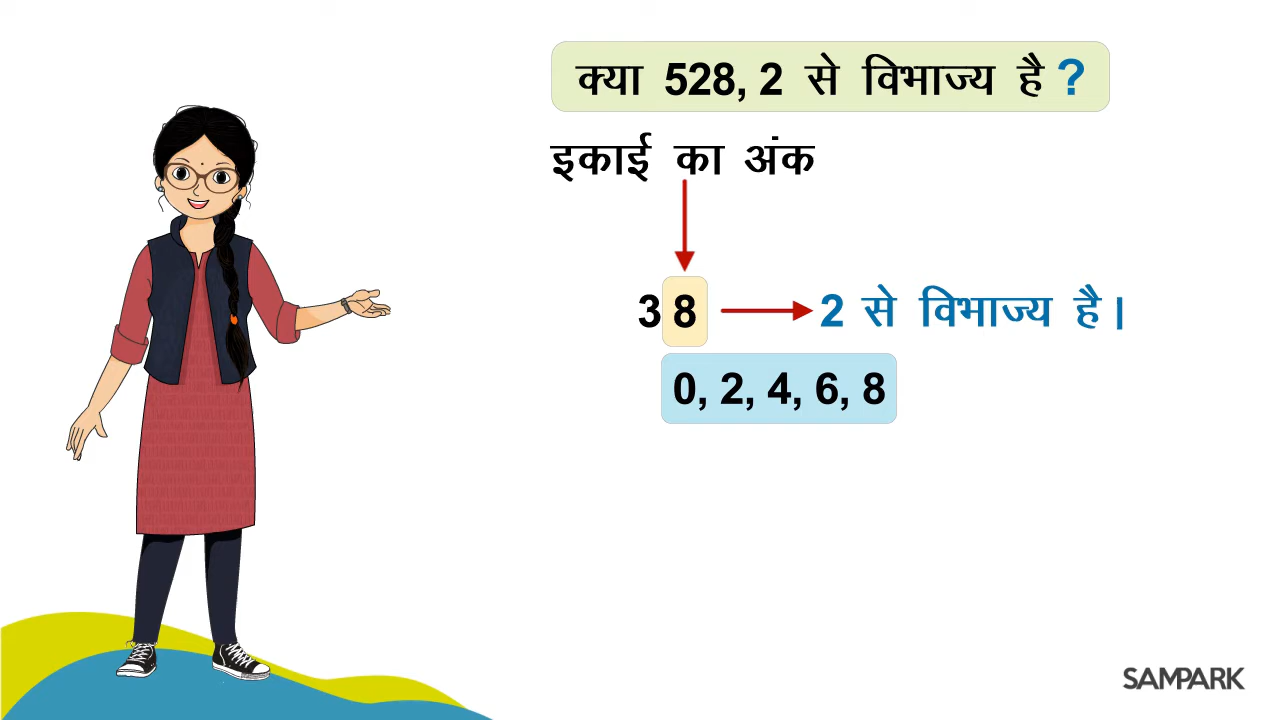 क्या 528, 2 से विभाज्य है ?
इकाई का अंक
38 2 से विभाज्य है।
0, 2, 4, 6, 8
SAMPARK